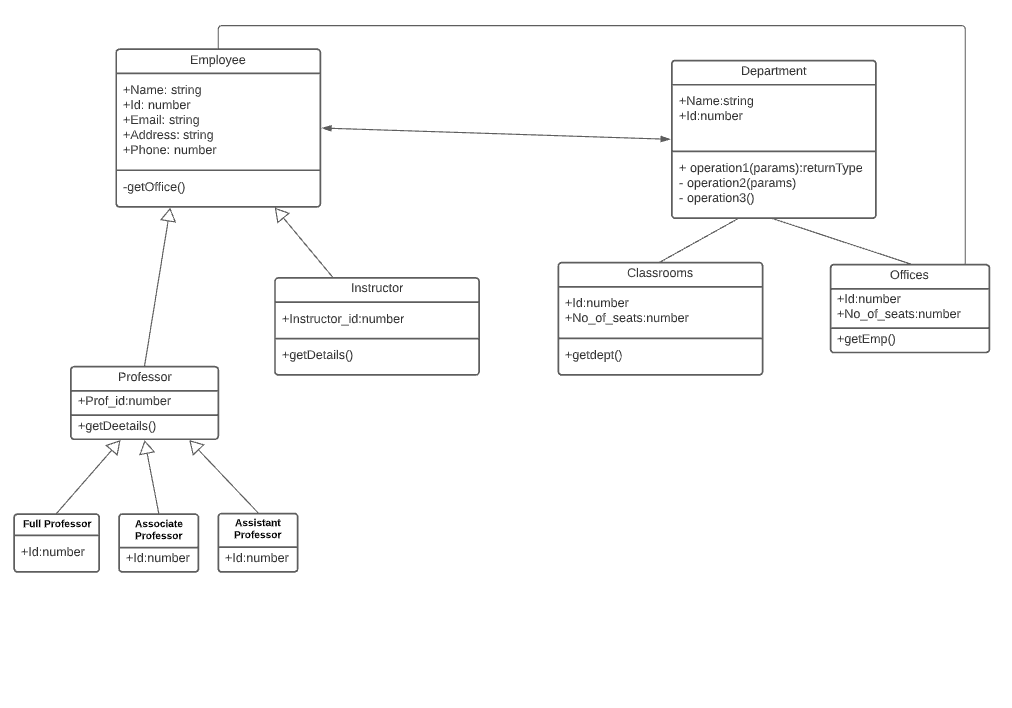 Employee
+Name: string
+Id: number
+Email: string
+Address: string
+Phone: number
-getOffice()
Department
+Name:string
+Id:number
+ operation1(params):returnType
- operation2(params)
- operation3()
Instructor
+Instructor_id:number
+getDetails()
Classrooms
+Id:number
+No_of_seats:number
+getdept()
Offices
+Id:number
+No_of_seats:number
+getEmp()
Professor
+Prof_id:number
+getDeetails()
Full Professor
+Id:number
Associate
Professor
+Id:number
Assistant
Professor
+Id:number